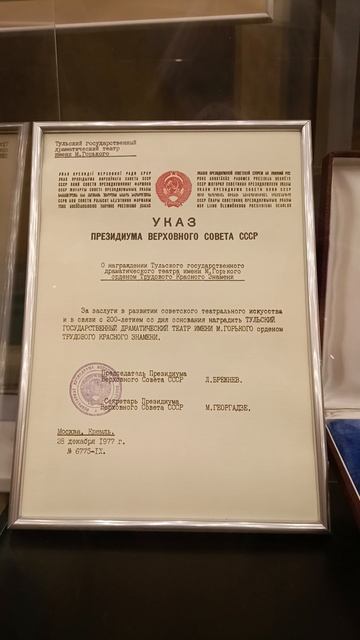 Тульский государственный
драматический театр
имени М.Горького
УКАЗ
ПРЕЗИДИУМА ВЕРХОВНОГО СОВЕТА СССР
О награждении Тульского государственного
драматического театра имени М.Горького
орденом Трудового Красного Знамени
За заслуги в развитии советского театрального искусства
и в связи с 200-летием со дня основания наградить ТУЛЬСКИЙ
ГОСУДАРСТВЕННЫЙ ДРАМАТИЧЕСКИЙ ТЕАТР ИМЕНИ М.ГОРЬКОГО орденом
ТРУДОВОГО КРАСНОГО ЗНАМЕНИ.
Председатель Президиума
Верховного Совета СССР Л.БРЕЖНЕВ.
Секретарь Президиума
Верховного Совета СССР М.ГЕОРГАДЗЕ.
Москва, Кремль.
28 декабря 1977 г.
№ 6775-IX.